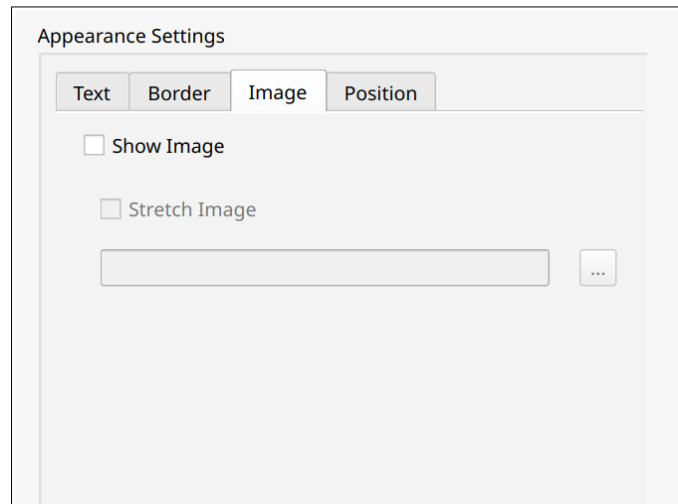 Appearance Settings
Text Border Image Position
Show Image
Stretch Image
...